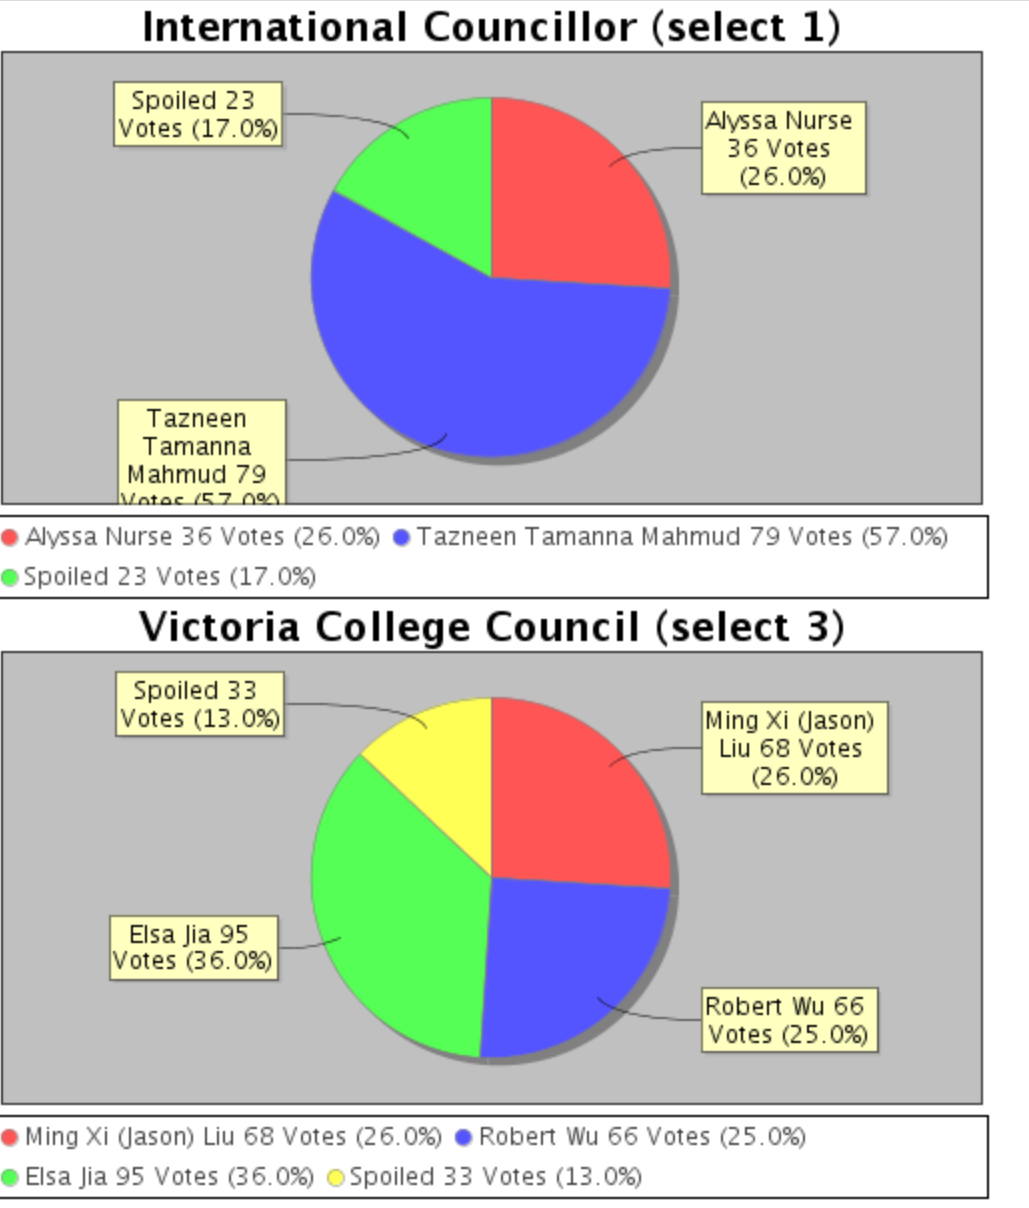 International Councillor (select 1)
Spoiled 23
Votes (17.0%)
Alyssa Nurse
36 Votes
(26.0%)
Tazneen
Tamanna
Mahmud 79
Votes (57.0%)
Alyssa Nurse 36 Votes (26.0%) Tazneen Tamanna Mahmud 79 Votes (57.0%)
Spoiled 23 Votes (17.0%)
Victoria College Council (select 3)
Spoiled 33
Votes (13.0%)
Ming Xi (Jason)
Liu 68 Votes
(26.0%)
Elsa Jia 95
Votes (36.0%)
Robert Wu 66
Votes (25.0%)
Ming Xi (Jason) Liu 68 Votes (26.0%) Robert Wu 66 Votes (25.0%)
Elsa Jia 95 Votes (36.0%) Spoiled 33 Votes (13.0%)